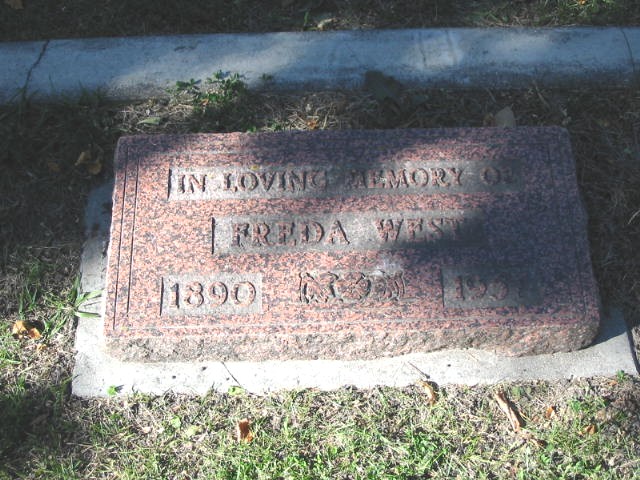 IN LOVING MEMORY OF
FREDA WEST
1890